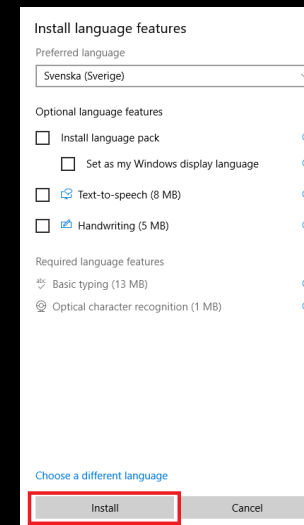 Install language features
Preferred language
Svenska (Sverige)
Optional language features
Install language pack
Set as my Windows display language
Text-to-speech (8 MB)
Handwriting (5 MB)
Required language features
abc Basic typing (13 MB)
Optical character recognition (1 MB)
Choose a different language
Install Cancel